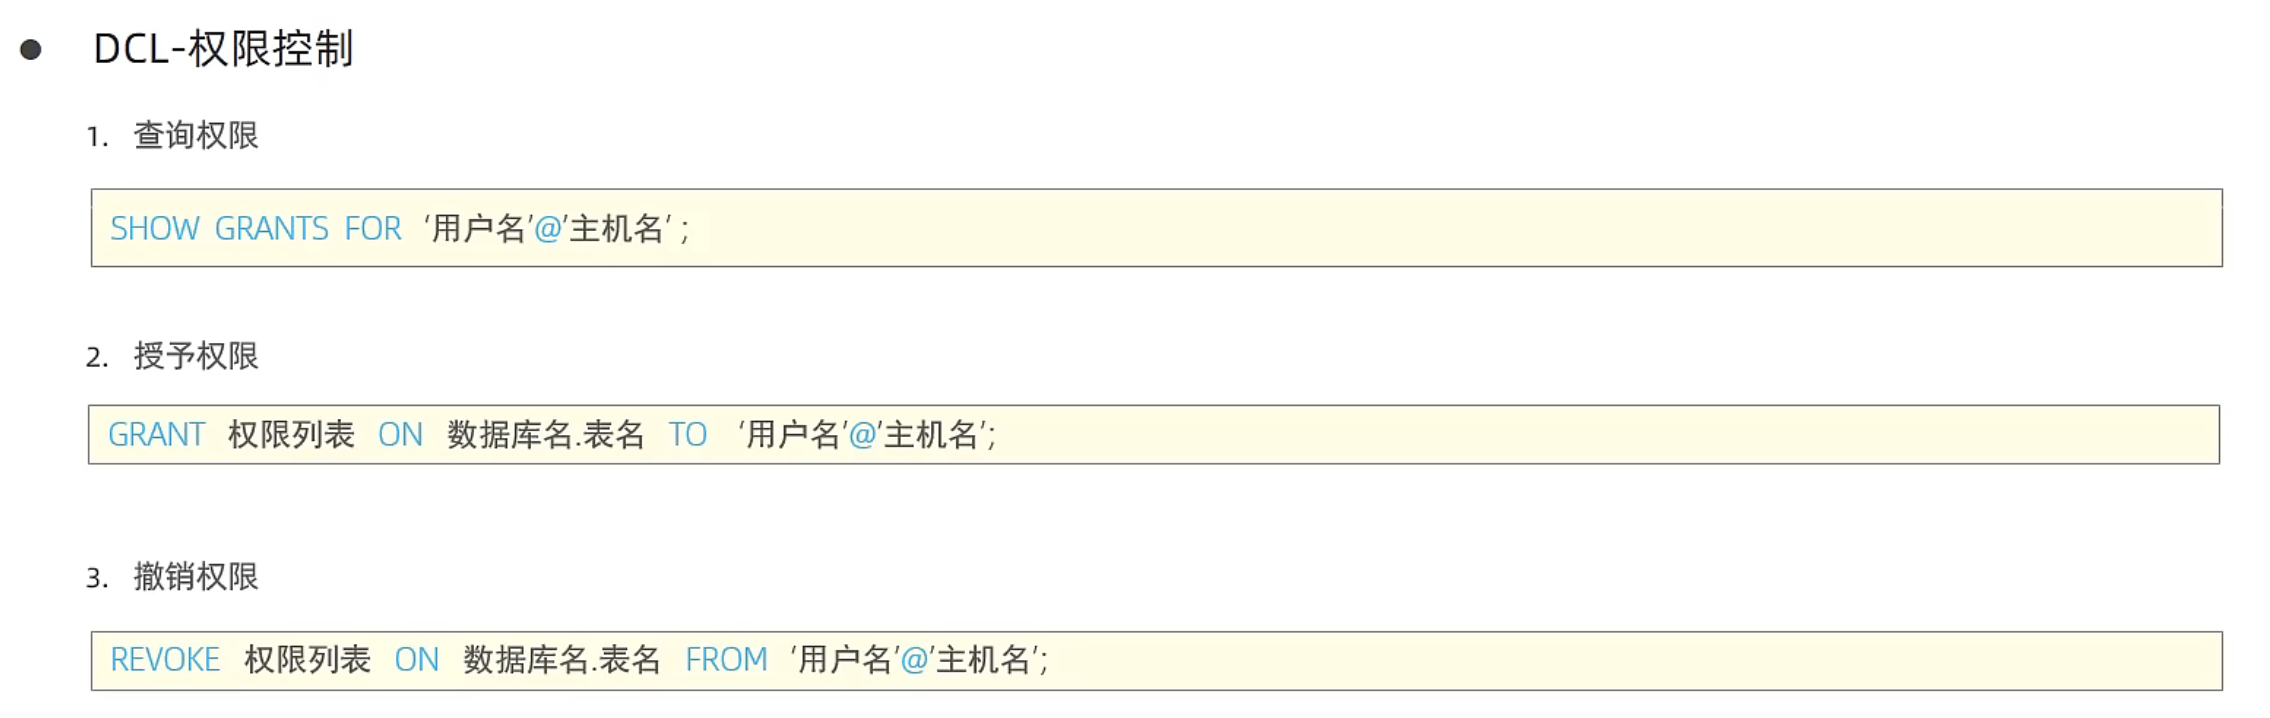 ● DCL-权限控制
1. 查询权限
SHOW GRANTS FOR '用户名'@'主机名' ;
2. 授予权限
GRANT 权限列表 ON 数据库名.表名 TO '用户名'@'主机名';
3. 撤销权限
REVOKE 权限列表 ON 数据库名.表名 FROM '用户名'@'主机名';